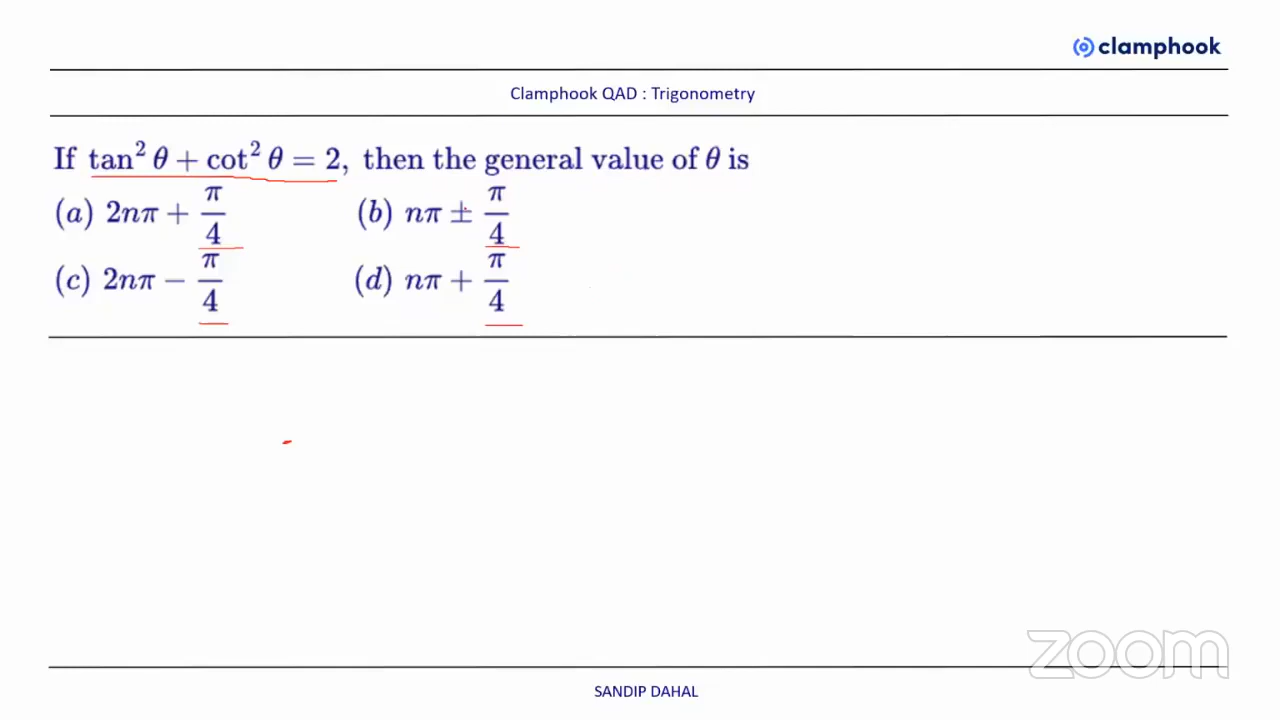 clamphook
Clamphook QAD : Trigonometry
If tan² θ + cot² θ = 2, then the general value of θ is
(a) 2nπ + π/4 (b) nπ ± π/4
(c) 2nπ − π/4 (d) nπ + π/4
zoom
SANDIP DAHAL